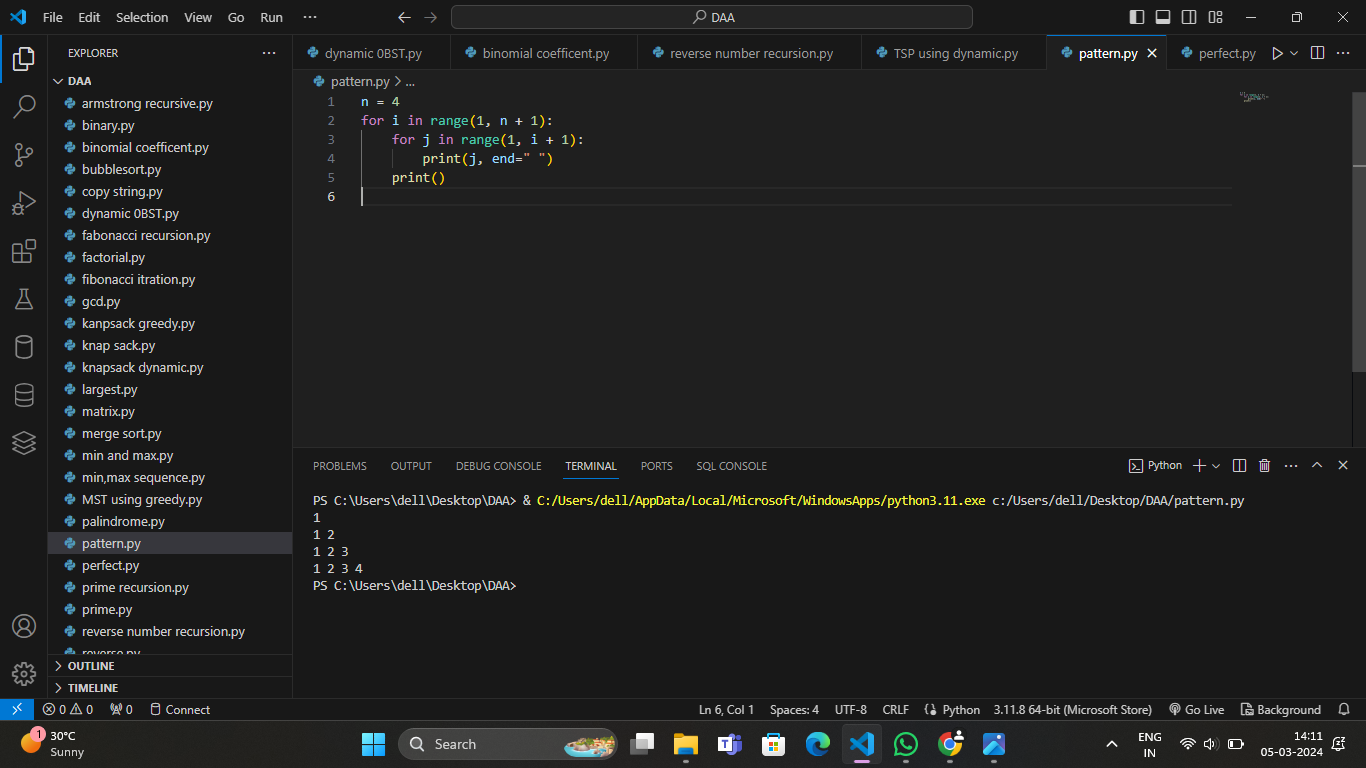 File Edit Selection View Go Run ···
DAA
EXPLORER ···
DAA
armstrong recursive.py
binary.py
binomial coefficent.py
bubblesort.py
copy string.py
dynamic 0BST.py
fabonacci recursion.py
factorial.py
fibonacci itration.py
gcd.py
kanpsack greedy.py
knap sack.py
knapsack dynamic.py
largest.py
matrix.py
merge sort.py
min and max.py
min,max sequence.py
MST using greedy.py
palindrome.py
pattern.py
perfect.py
prime recursion.py
prime.py
reverse number recursion.py
reverse.py
OUTLINE
TIMELINE
dynamic 0BST.py binomial coefficent.py reverse number recursion.py TSP using dynamic.py pattern.py perfect.py ···
pattern.py > ...
1 n = 4
2 for i in range(1, n + 1):
3 for j in range(1, i + 1):
4 print(j, end=" ")
5 print()
6
PROBLEMS OUTPUT DEBUG CONSOLE TERMINAL PORTS SQL CONSOLE Python ···
PS C:\Users\dell\Desktop\DAA> & C:/Users/dell/AppData/Local/Microsoft/WindowsApps/python3.11.exe c:/Users/dell/Desktop/DAA/pattern.py
1
1 2
1 2 3
1 2 3 4
PS C:\Users\dell\Desktop\DAA>
0 0 0 Connect Ln 6, Col 1 Spaces: 4 UTF-8 CRLF Python 3.11.8 64-bit (Microsoft Store) Go Live Background
1
30°C
Sunny
Search
ENG
IN
14:11
05-03-2024